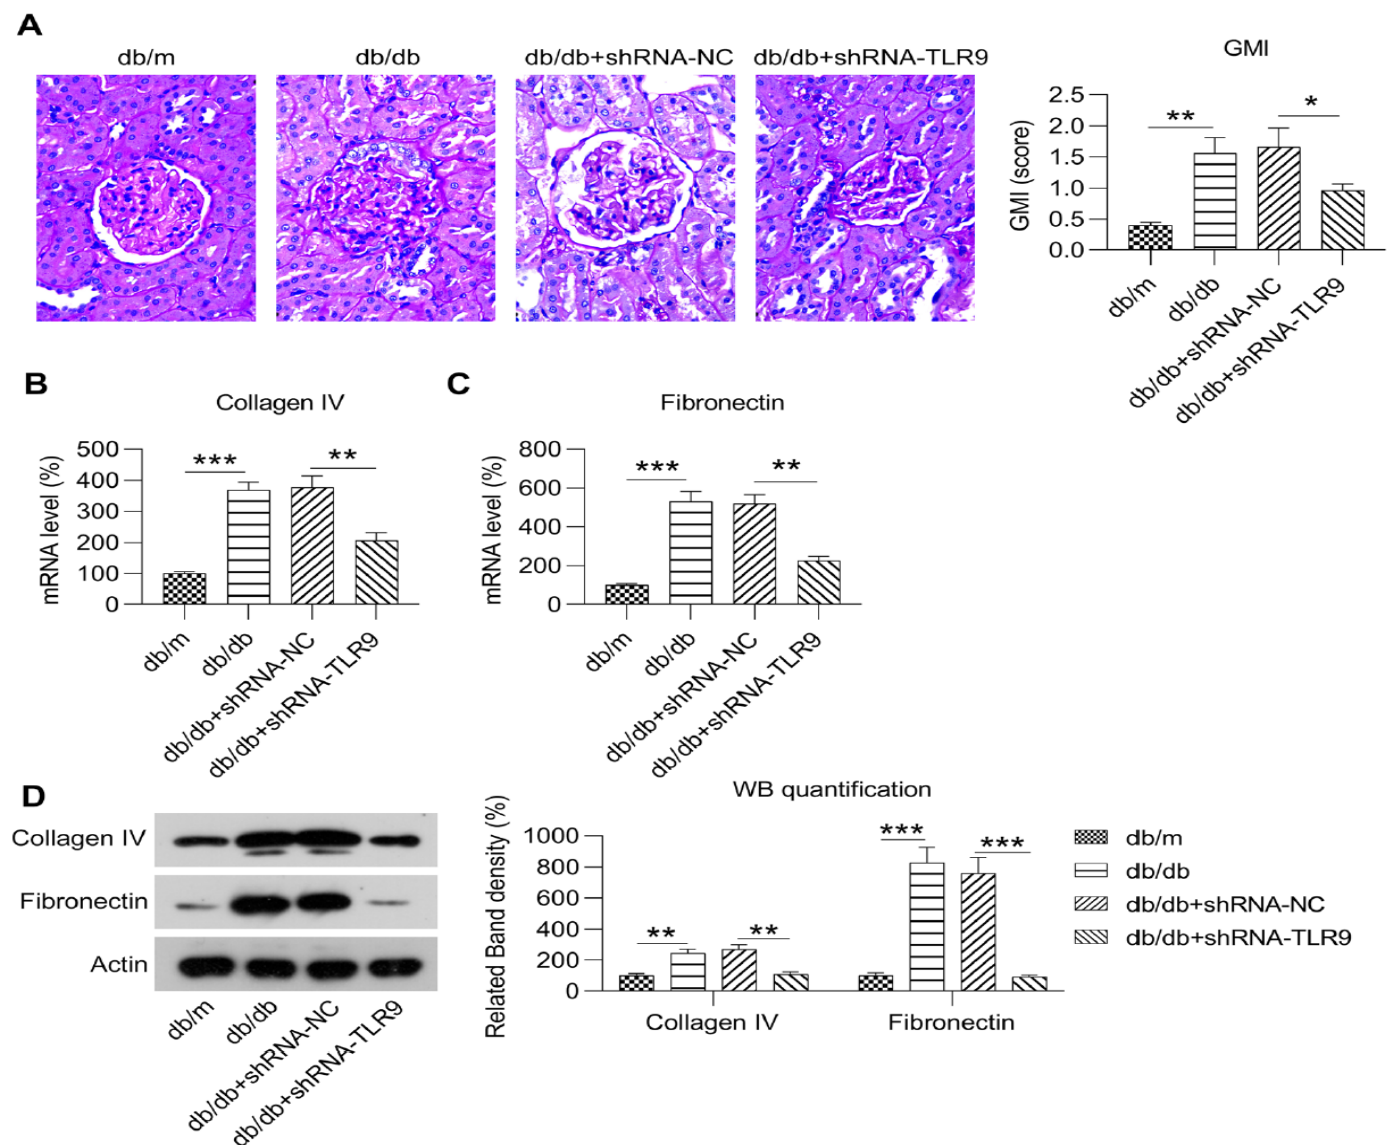 A
db/m
db/db
db/db+shRNA-NC
db/db+shRNA-TLR9
GMI
GMI (score)
2.5
2.0
1.5
1.0
0.5
0.0
**
*
db/m
db/db
db/db+shRNA-NC
db/db+shRNA-TLR9
B
Collagen IV
mRNA level (%)
500
400
300
200
100
0
***
**
db/m
db/db
db/db+shRNA-NC
db/db+shRNA-TLR9
C
Fibronectin
mRNA level (%)
800
600
400
200
0
***
**
db/m
db/db
db/db+shRNA-NC
db/db+shRNA-TLR9
D
Collagen IV
Fibronectin
Actin
db/m
db/db
db/db+shRNA-NC
db/db+shRNA-TLR9
WB quantification
Related Band density (%)
1000
800
600
400
200
0
**
**
***
***
Collagen IV
Fibronectin
db/m
db/db
db/db+shRNA-NC
db/db+shRNA-TLR9